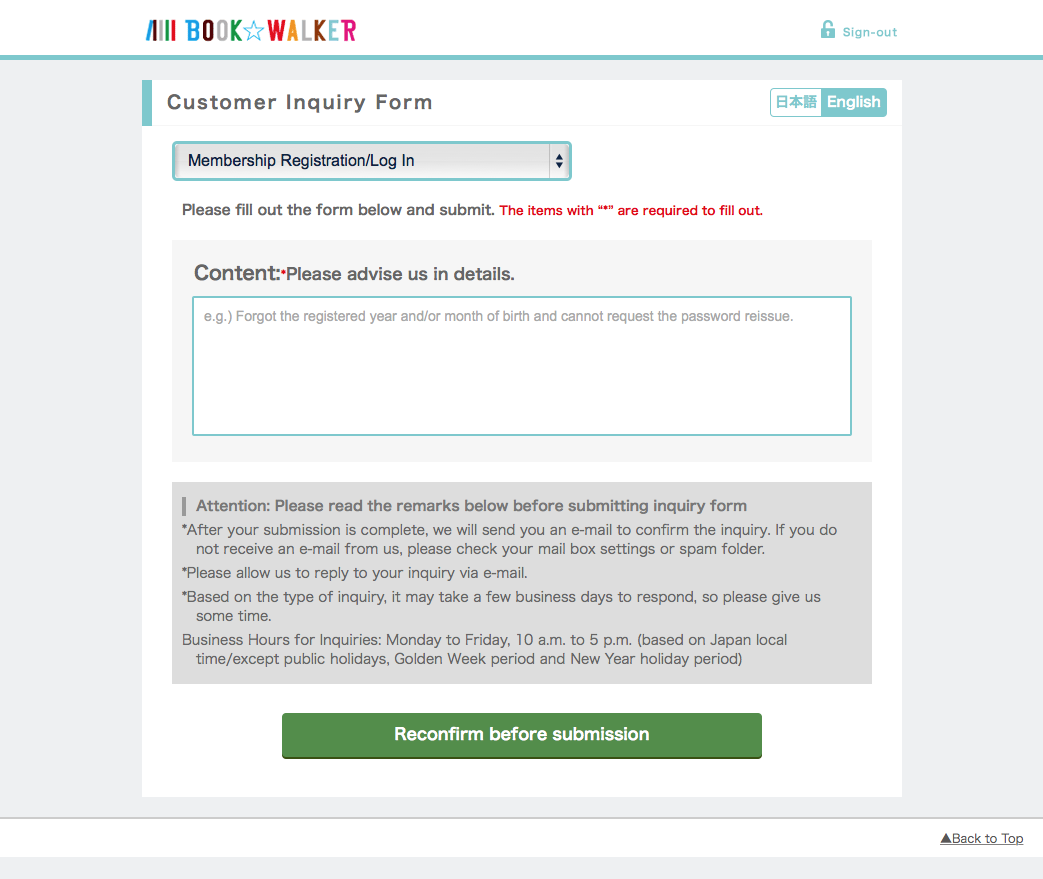 BOOK☆WALKER
Sign-out
Customer Inquiry Form
日本語 English
Membership Registration/Log In
Please fill out the form below and submit. The items with “*” are required to fill out.
Content:*Please advise us in details.
e.g.) Forgot the registered year and/or month of birth and cannot request the password reissue.
Attention: Please read the remarks below before submitting inquiry form
*After your submission is complete, we will send you an e-mail to confirm the inquiry. If you do
not receive an e-mail from us, please check your mail box settings or spam folder.
*Please allow us to reply to your inquiry via e-mail.
*Based on the type of inquiry, it may take a few business days to respond, so please give us
some time.
Business Hours for Inquiries: Monday to Friday, 10 a.m. to 5 p.m. (based on Japan local
time/except public holidays, Golden Week period and New Year holiday period)
Reconfirm before submission
▲Back to Top